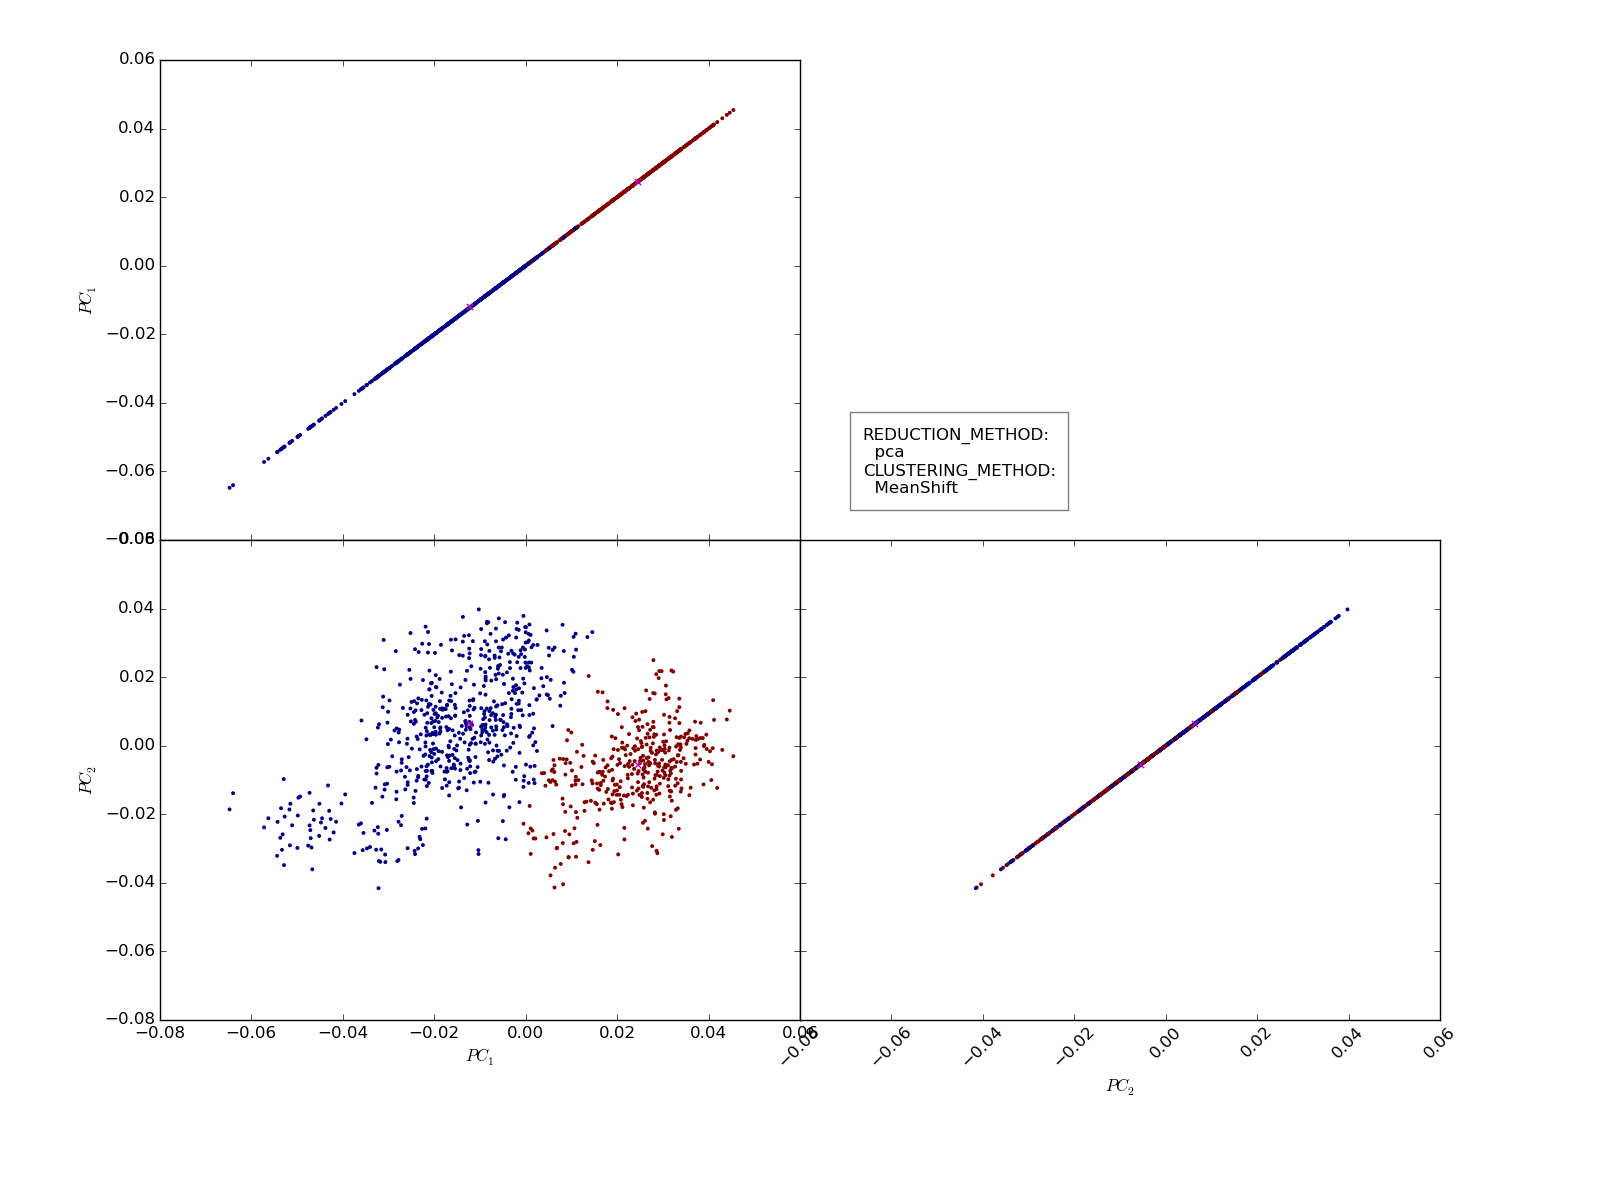 0.06
0.04
0.02
0.00
−0.02
−0.04
−0.06
PC₁
REDUCTION_METHOD:
pca
CLUSTERING_METHOD:
MeanShift
0.04
0.02
0.00
−0.02
−0.04
−0.06
−0.08
PC₂
−0.08 −0.06 −0.04 −0.02 0.00 0.02 0.04
PC₁
−0.06 −0.04 −0.02 0.00 0.02 0.04 0.06
PC₂